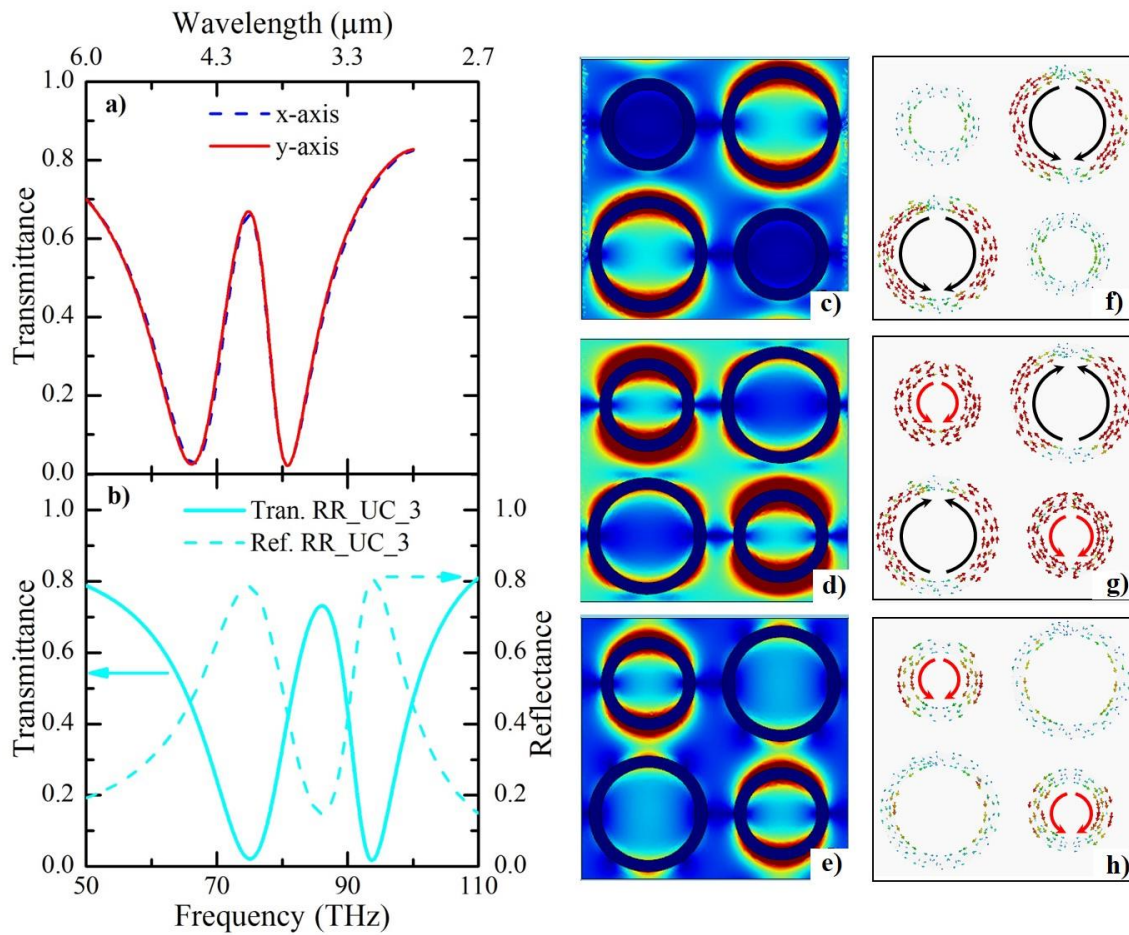 Wavelength (μm)
6.0 4.3 3.3 2.7
a)
x-axis
y-axis
Transmittance
1.0
0.8
0.6
0.4
0.2
0.0
b)
Tran. RR_UC_3
Ref. RR_UC_3
Transmittance
1.0
0.8
0.6
0.4
0.2
0.0
Reflectance
1.0
0.8
0.6
0.4
0.2
0.0
50 70 90 110
Frequency (THz)
c)
f)
d)
g)
e)
h)